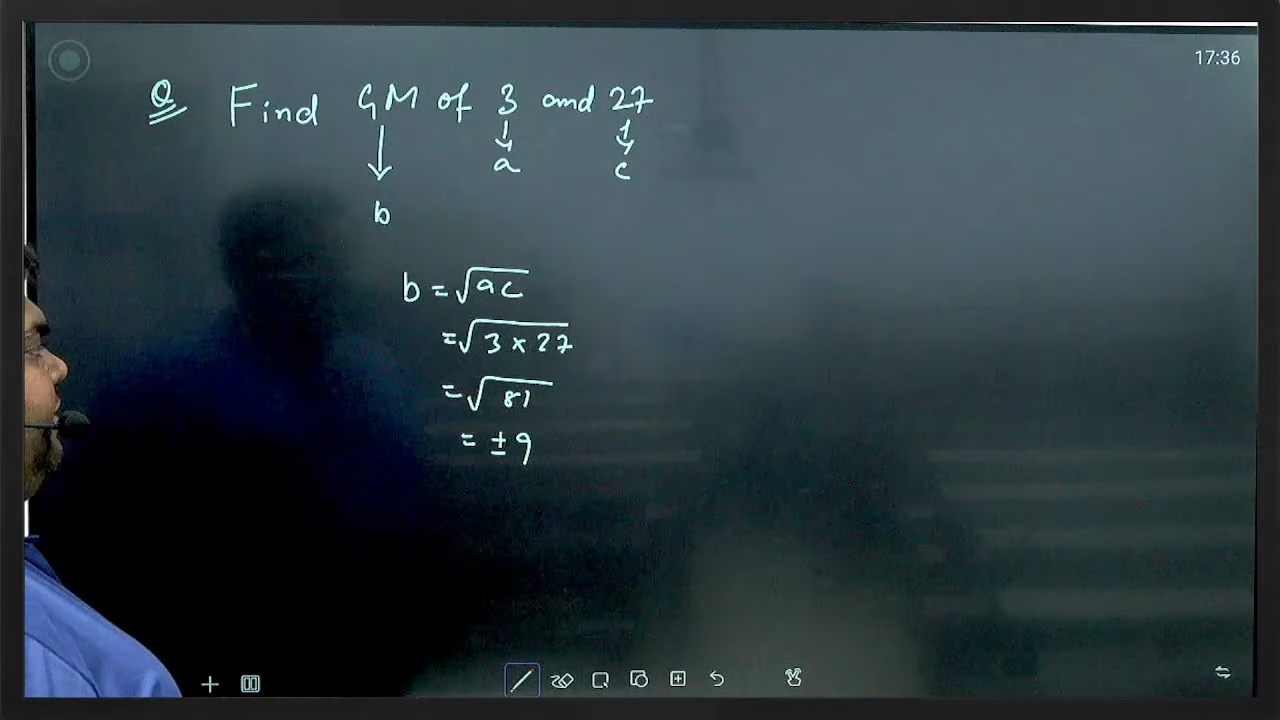 17:36
Q Find GM of 3 and 27
↓ ↓ ↓
b a c
b = √ac
= √3 × 27
= √81
= ± 9